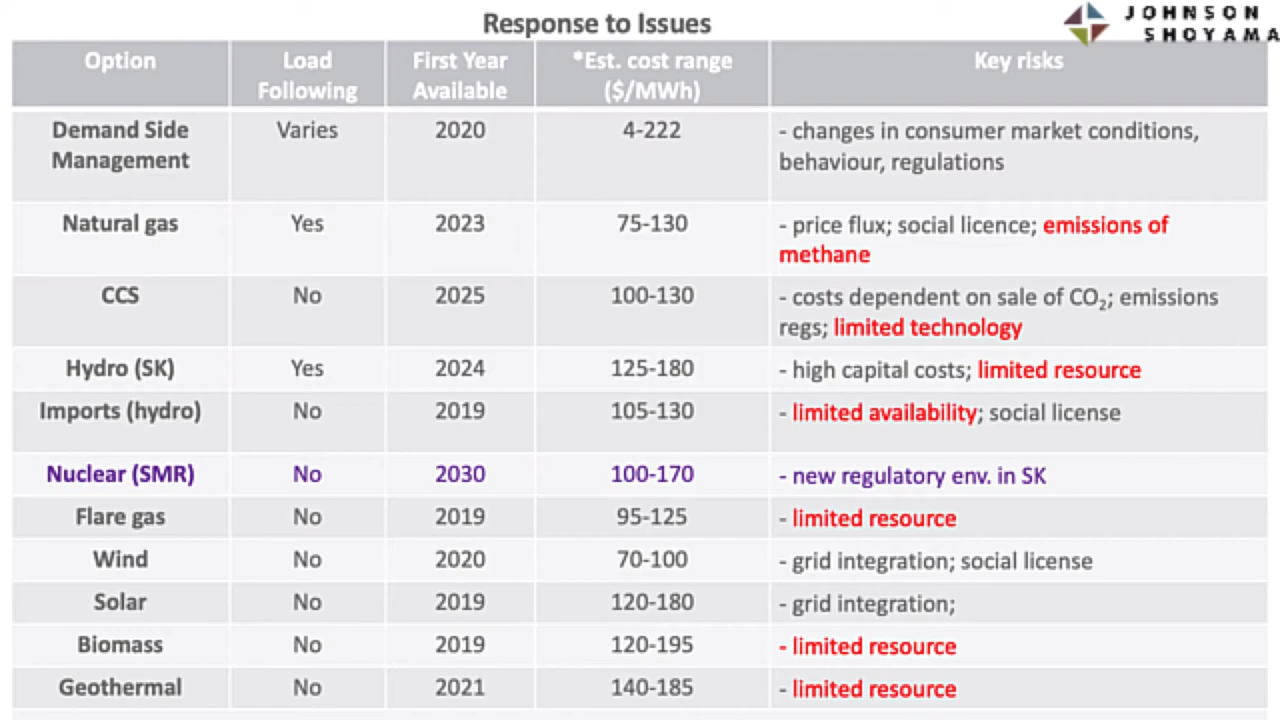 Response to Issues
JOHNSON
SHOYAMA
Option Load Following First Year Available *Est. cost range ($/MWh) Key risks
Demand Side Management Varies 2020 4-222 - changes in consumer market conditions, behaviour, regulations
Natural gas Yes 2023 75-130 - price flux; social licence; emissions of methane
CCS No 2025 100-130 - costs dependent on sale of CO₂; emissions regs; limited technology
Hydro (SK) Yes 2024 125-180 - high capital costs; limited resource
Imports (hydro) No 2019 105-130 - limited availability; social license
Nuclear (SMR) No 2030 100-170 - new regulatory env. in SK
Flare gas No 2019 95-125 - limited resource
Wind No 2020 70-100 - grid integration; social license
Solar No 2019 120-180 - grid integration;
Biomass No 2019 120-195 - limited resource
Geothermal No 2021 140-185 - limited resource